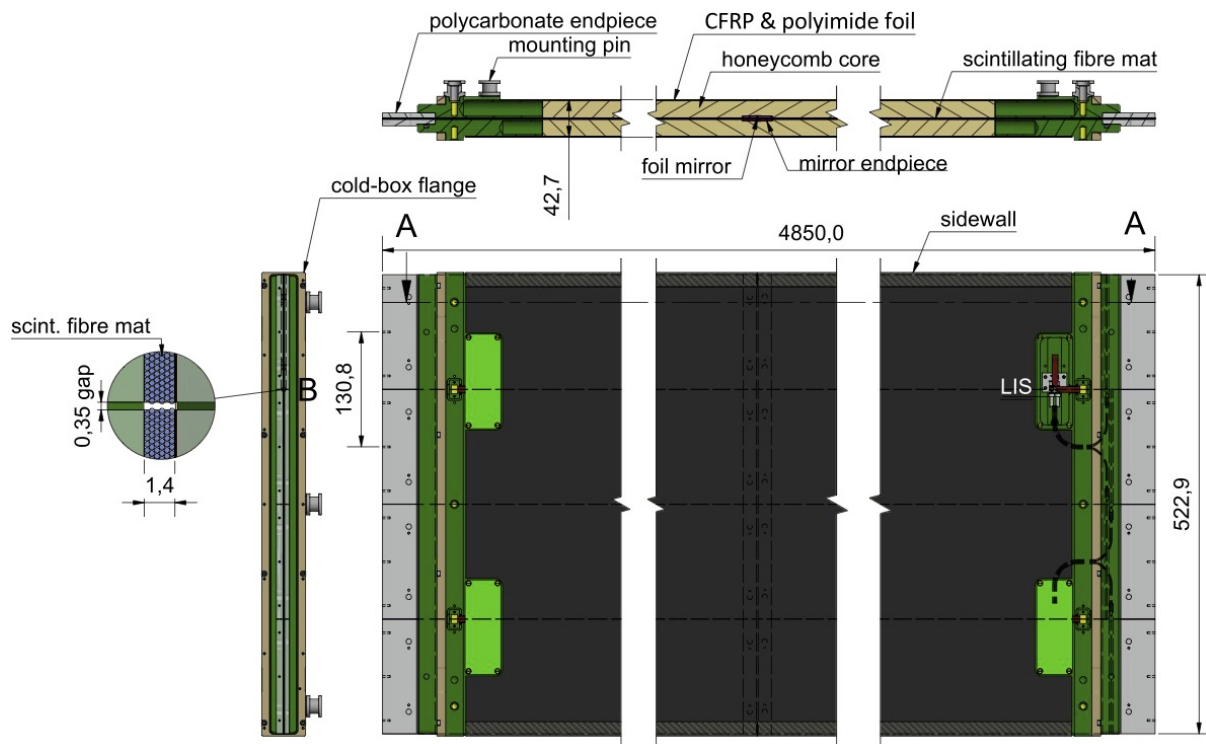 polycarbonate endpiece
mounting pin
CFRP & polyimide foil
honeycomb core
scintillating fibre mat
foil mirror
mirror endpiece
42,7
cold-box flange
A
A
4850,0
sidewall
scint. fibre mat
B
0,35 gap
1,4
130,8
LIS
522,9